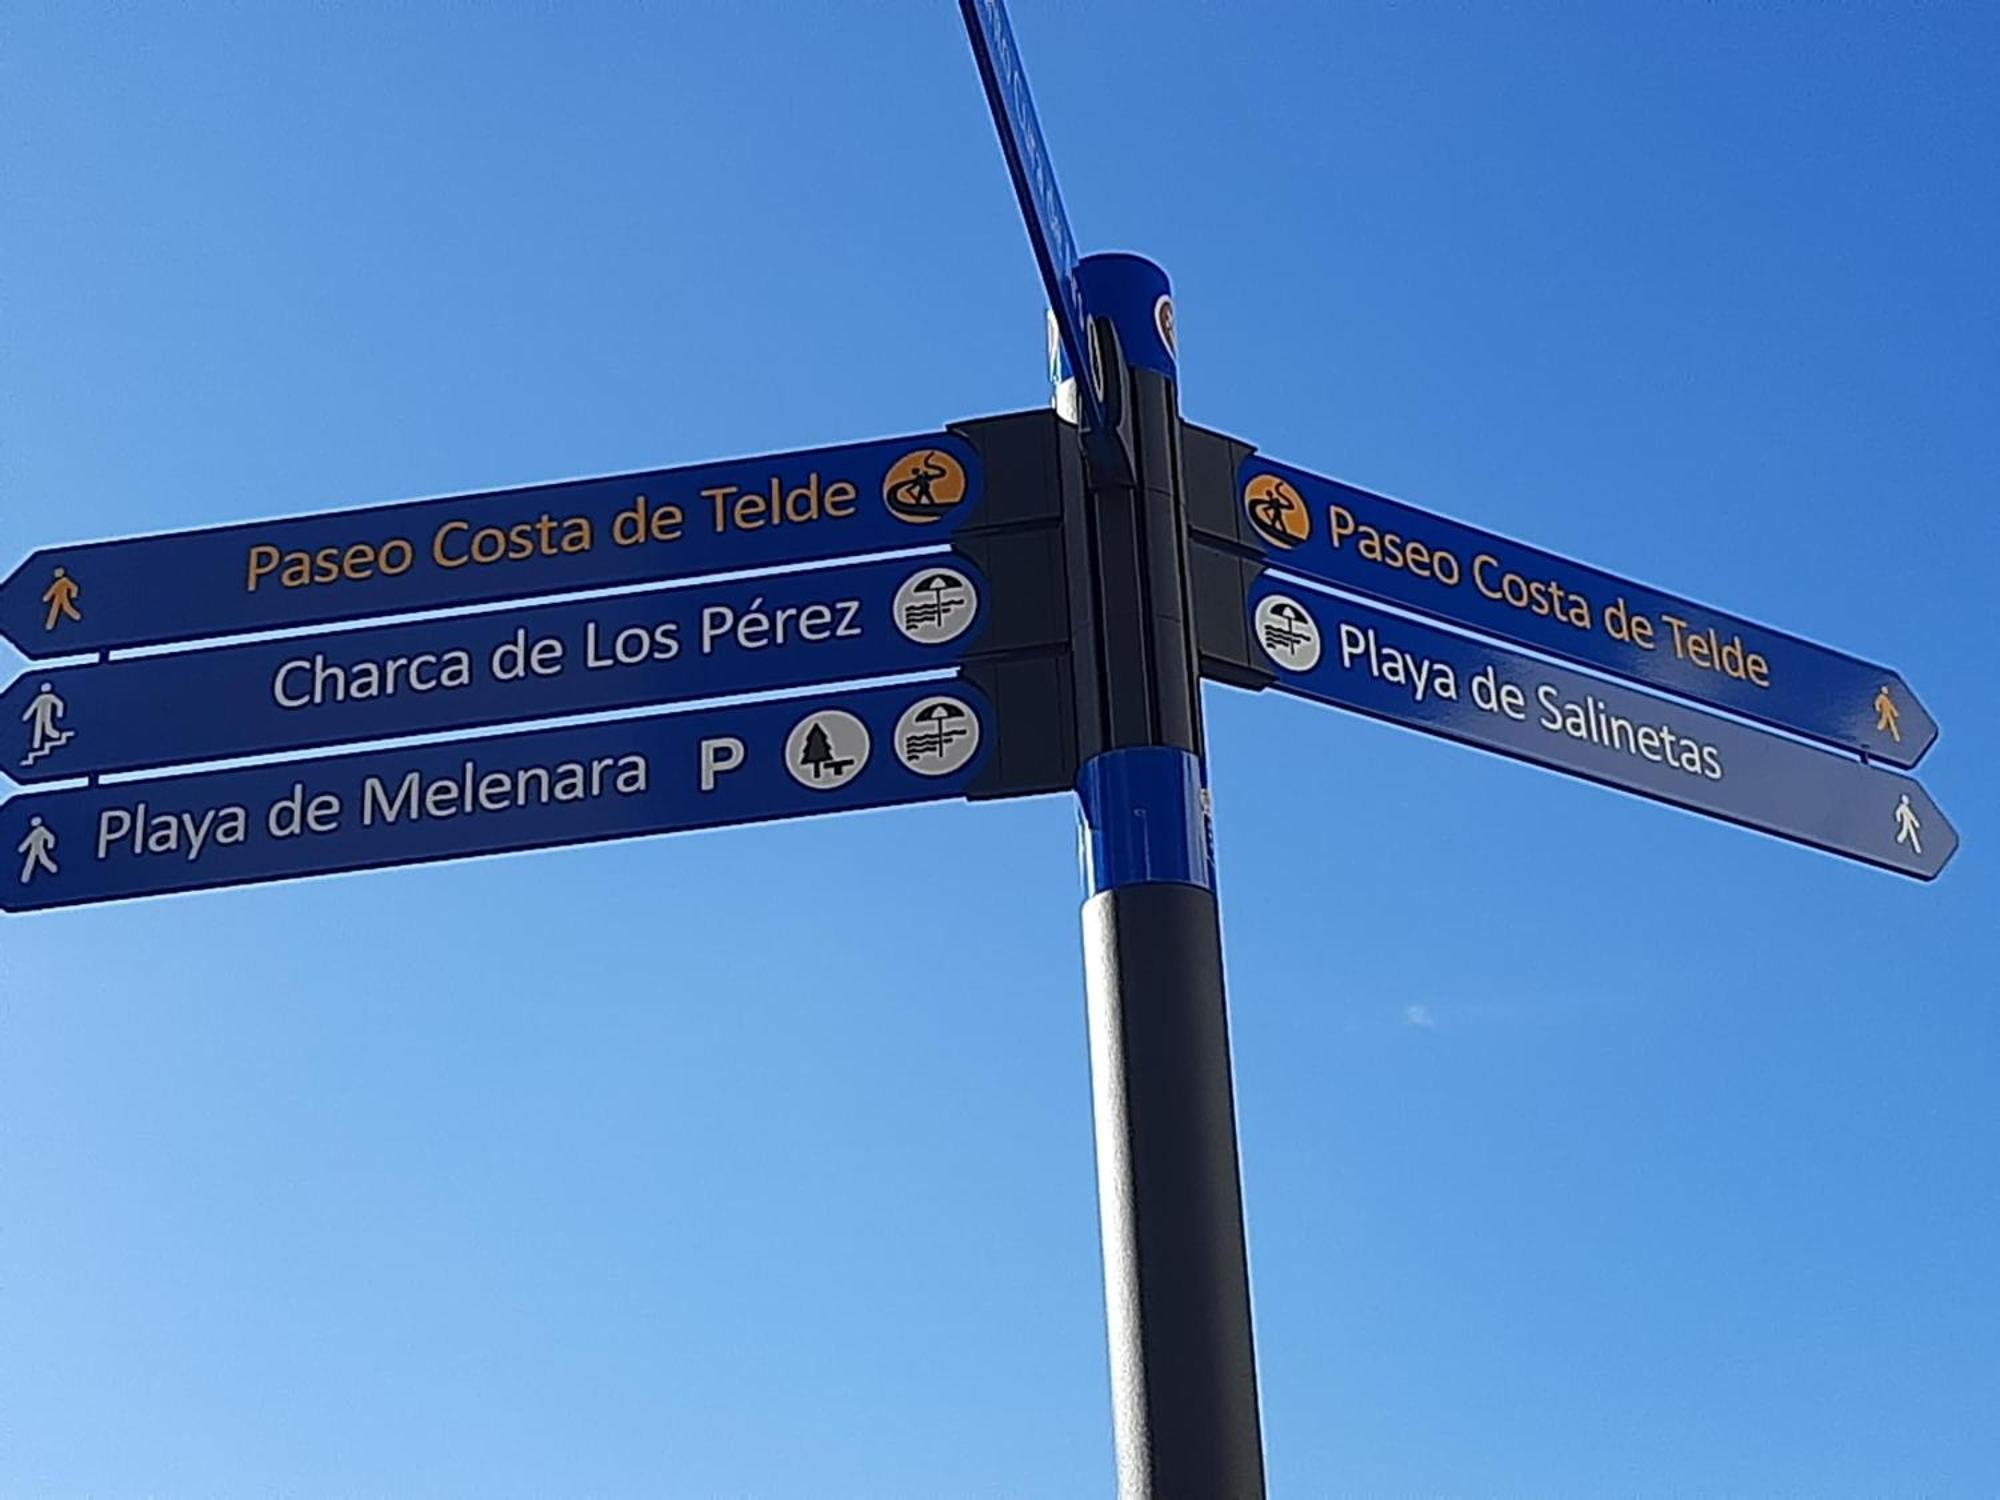 Paseo Costa de Telde
Charca de Los Pérez
Playa de Melenara P
Paseo Costa de Telde
Playa de Salinetas